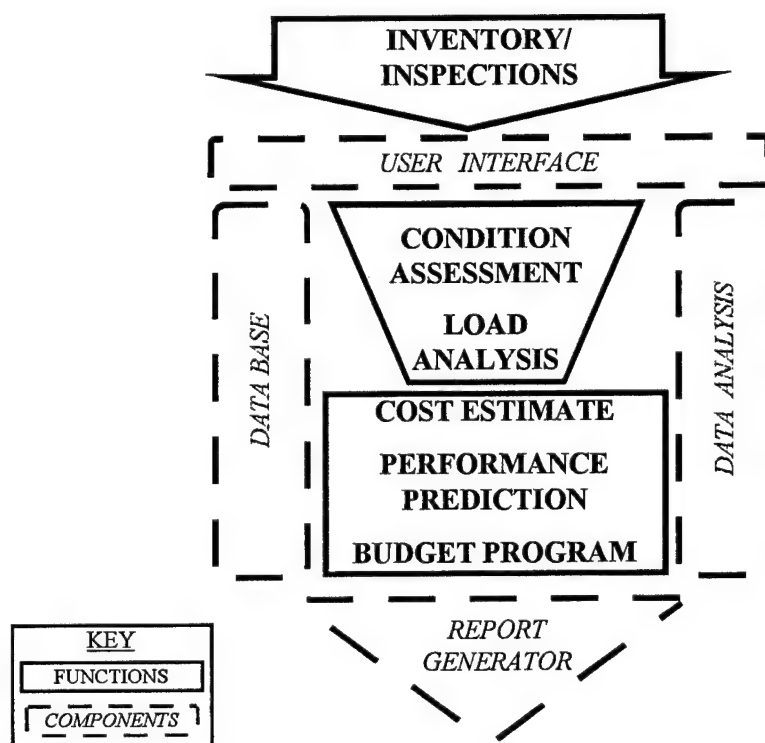 INVENTORY/
INSPECTIONS
USER INTERFACE
CONDITION
ASSESSMENT
LOAD
ANALYSIS
DATA BASE
DATA ANALYSIS
COST ESTIMATE
PERFORMANCE
PREDICTION
BUDGET PROGRAM
REPORT
GENERATOR
KEY
FUNCTIONS
COMPONENTS